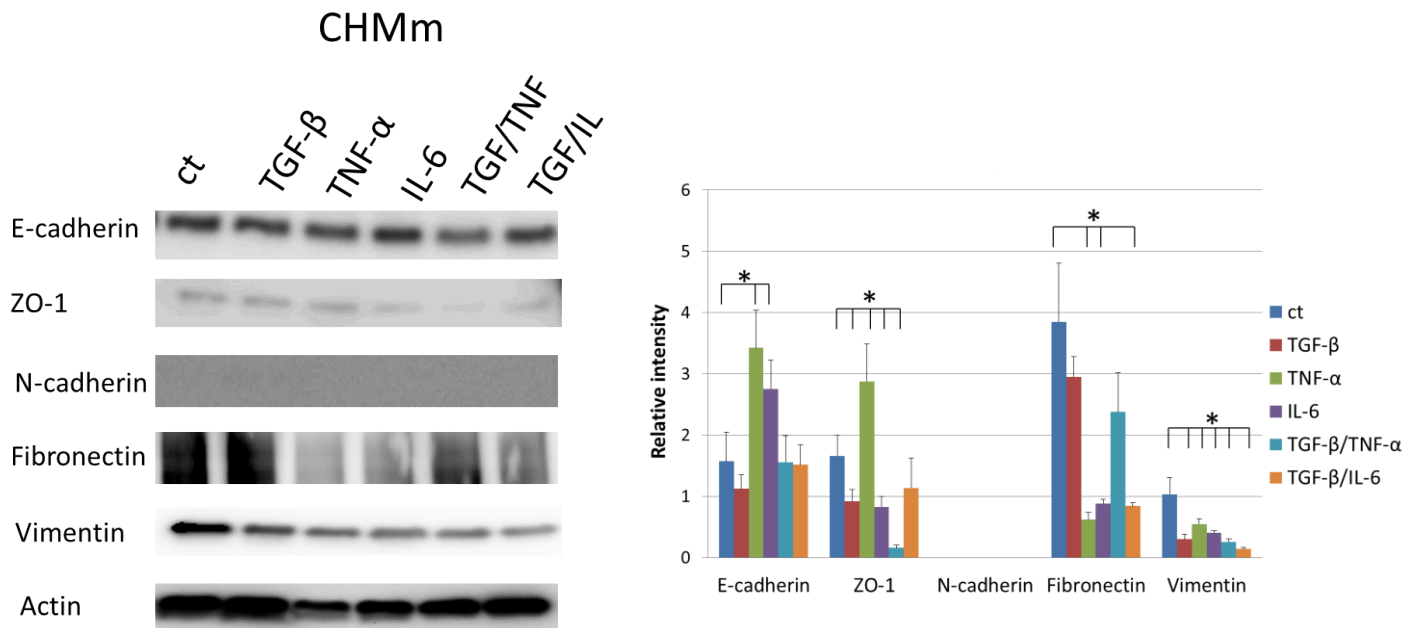 CHMm
ct
TGF-β
TNF-α
IL-6
TGF/TNF
TGF/IL
E-cadherin
ZO-1
N-cadherin
Fibronectin
Vimentin
Actin
Relative intensity
6
5
4
3
2
1
0
*
*
*
*
E-cadherin
ZO-1
N-cadherin
Fibronectin
Vimentin
ct
TGF-β
TNF-α
IL-6
TGF-β/TNF-α
TGF-β/IL-6